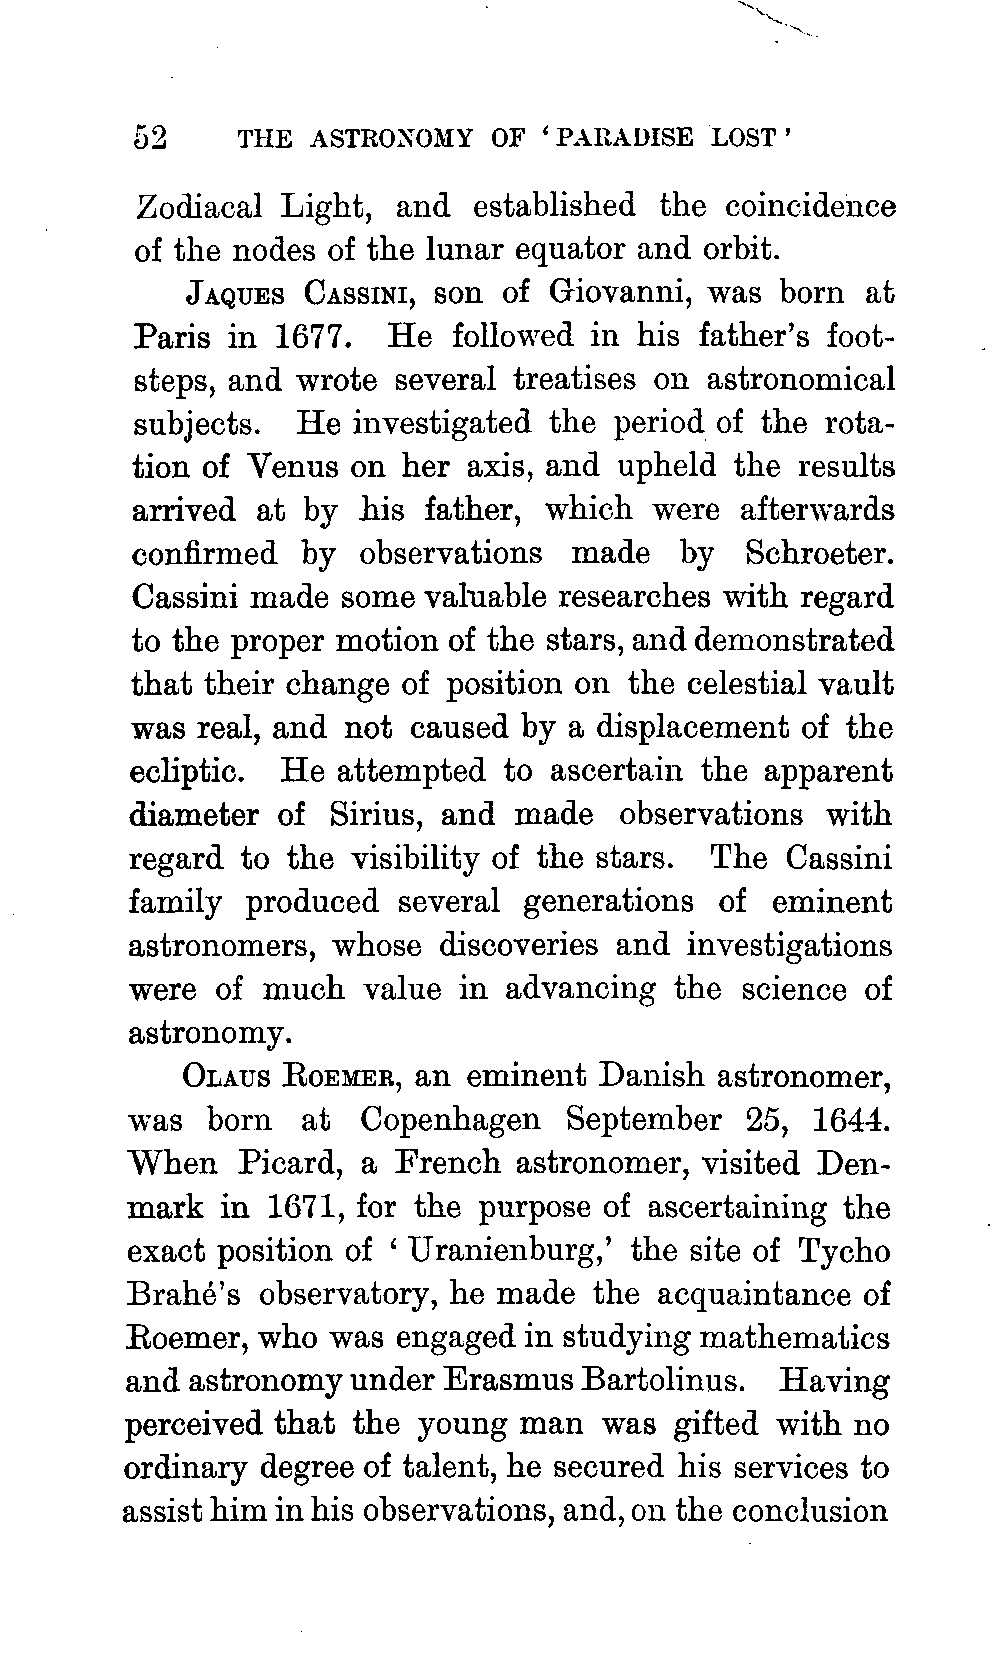 52 THE ASTRONOMY OF ‘PARADISE LOST’
Zodiacal Light, and established the coincidence
of the nodes of the lunar equator and orbit.
JAQUES CASSINI, son of Giovanni, was born at
Paris in 1677. He followed in his father’s foot-
steps, and wrote several treatises on astronomical
subjects. He investigated the period of the rota-
tion of Venus on her axis, and upheld the results
arrived at by his father, which were afterwards
confirmed by observations made by Schroeter.
Cassini made some valuable researches with regard
to the proper motion of the stars, and demonstrated
that their change of position on the celestial vault
was real, and not caused by a displacement of the
ecliptic. He attempted to ascertain the apparent
diameter of Sirius, and made observations with
regard to the visibility of the stars. The Cassini
family produced several generations of eminent
astronomers, whose discoveries and investigations
were of much value in advancing the science of
astronomy.
OLAUS ROEMER, an eminent Danish astronomer,
was born at Copenhagen September 25, 1644.
When Picard, a French astronomer, visited Den-
mark in 1671, for the purpose of ascertaining the
exact position of ‘Uranienburg,’ the site of Tycho
Brahé’s observatory, he made the acquaintance of
Roemer, who was engaged in studying mathematics
and astronomy under Erasmus Bartolinus. Having
perceived that the young man was gifted with no
ordinary degree of talent, he secured his services to
assist him in his observations, and, on the conclusion